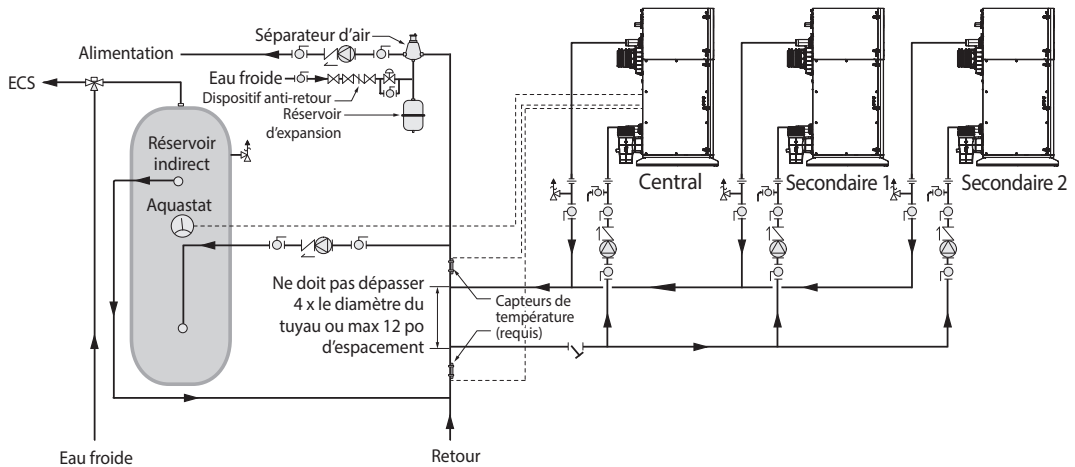 Séparateur d'air
Alimentation
ECS
Eau froide
Dispositif anti-retour
Réservoir
d'expansion
Réservoir
indirect
Aquastat
Central
Secondaire 1
Secondaire 2
Ne doit pas dépasser
4 x le diamètre du
tuyau ou max 12 po
d'espacement
Capteurs de
température
(requis)
Eau froide
Retour